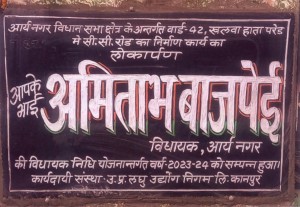 आर्य नगर विधान सभा क्षेत्र के अन्तर्गत वार्ड-42, खलवा हाता परेड
मे सी.सी.रोड का निर्माण कार्य का
लोकार्पण
आपके भाई अमिताभ बाजपेई
विधायक, आर्य नगर
की विधायक निधि योजनान्तर्गत वर्ष-2023-24 को सम्पन्न हुआ।
कार्यदायी संस्था-उ.प्र.लघु उद्योग निगम लि.कानपुर